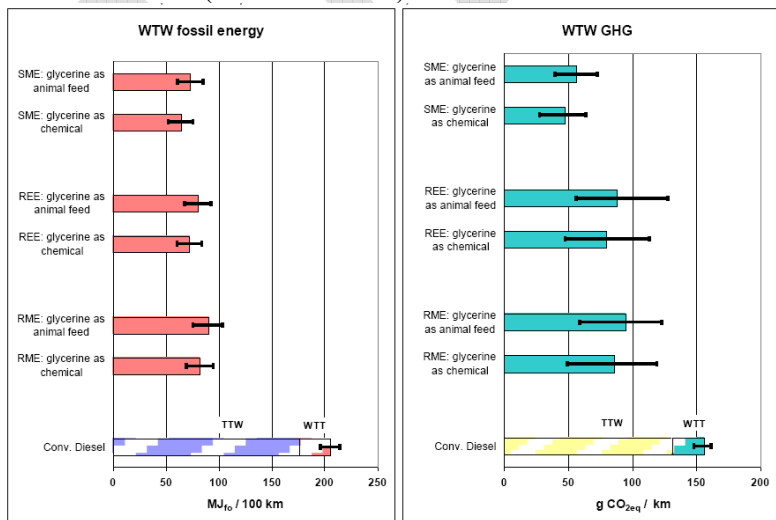 WTW fossil energy
SME: glycerine as
animal feed
SME: glycerine as
chemical
REE: glycerine as
animal feed
REE: glycerine as
chemical
RME: glycerine as
animal feed
RME: glycerine as
chemical
TTW
WTT
Conv. Diesel
0
50
100
150
200
250
MJfo / 100 km
WTW GHG
SME: glycerine
as animal feed
SME: glycerine
as chemical
REE: glycerine
as animal feed
REE: glycerine
as chemical
RME: glycerine
as animal feed
RME: glycerine
as chemical
TTW
WTT
Conv. Diesel
0
50
100
150
200
g CO2eq / km